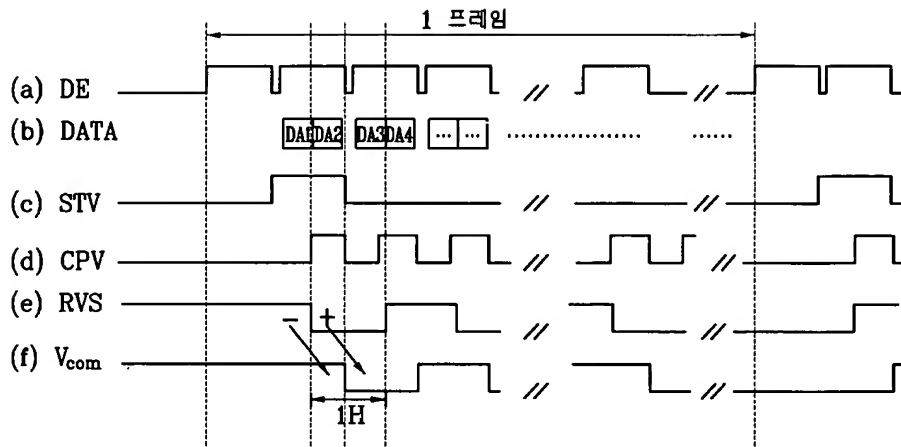 1 프레임
(a) DE
(b) DATA DA1 DA2 DA3 DA4 ... ... .................... ......
(c) STV
(d) CPV
(e) RVS
- +
(f) Vcom
1H